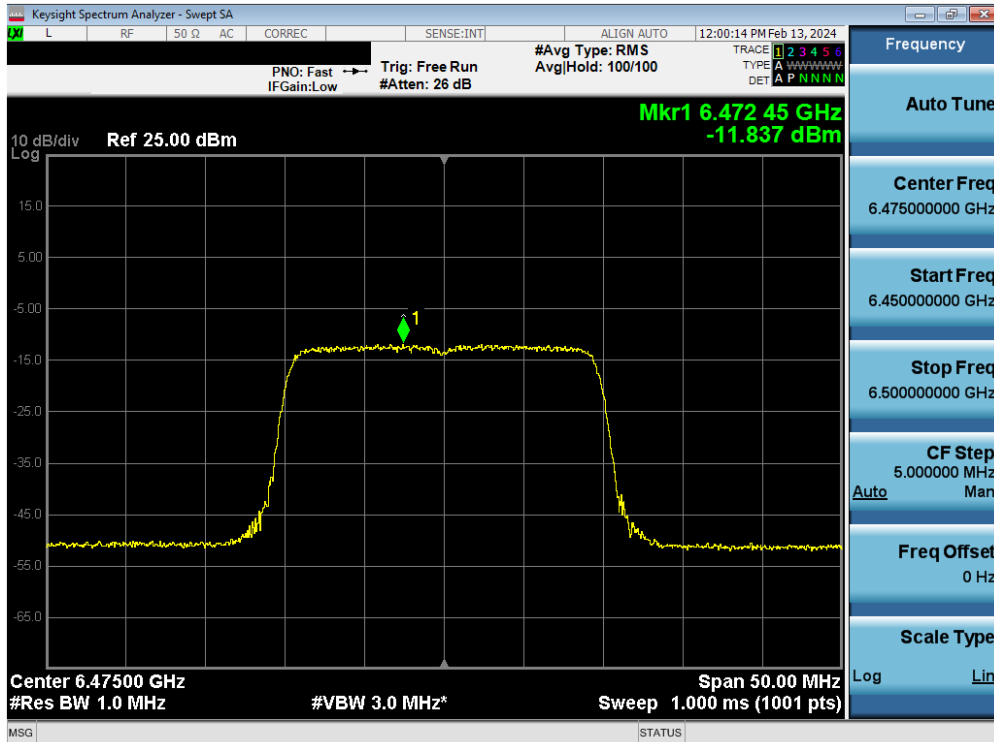 Keysight Spectrum Analyzer - Swept SA
LXI L RF 50 Ω AC CORREC SENSE:INT ALIGN AUTO 12:00:14 PM Feb 13, 2024
PNO: Fast Trig: Free Run #Avg Type: RMS TRACE 1 2 3 4 5 6
IFGain:Low #Atten: 26 dB Avg|Hold: 100/100 TYPE A WWWWW
DET A P N N N N
Mkr1 6.472 45 GHz
-11.837 dBm
10 dB/div Ref 25.00 dBm
Log
15.0
5.00
-5.00
1
-15.0
-25.0
-35.0
-45.0
-55.0
-65.0
Center 6.47500 GHz Span 50.00 MHz
#Res BW 1.0 MHz #VBW 3.0 MHz* Sweep 1.000 ms (1001 pts)
MSG STATUS
Frequency
Auto Tune
Center Freq
6.475000000 GHz
Start Freq
6.450000000 GHz
Stop Freq
6.500000000 GHz
CF Step
5.000000 MHz
Auto Man
Freq Offset
0 Hz
Scale Type
Log Lin